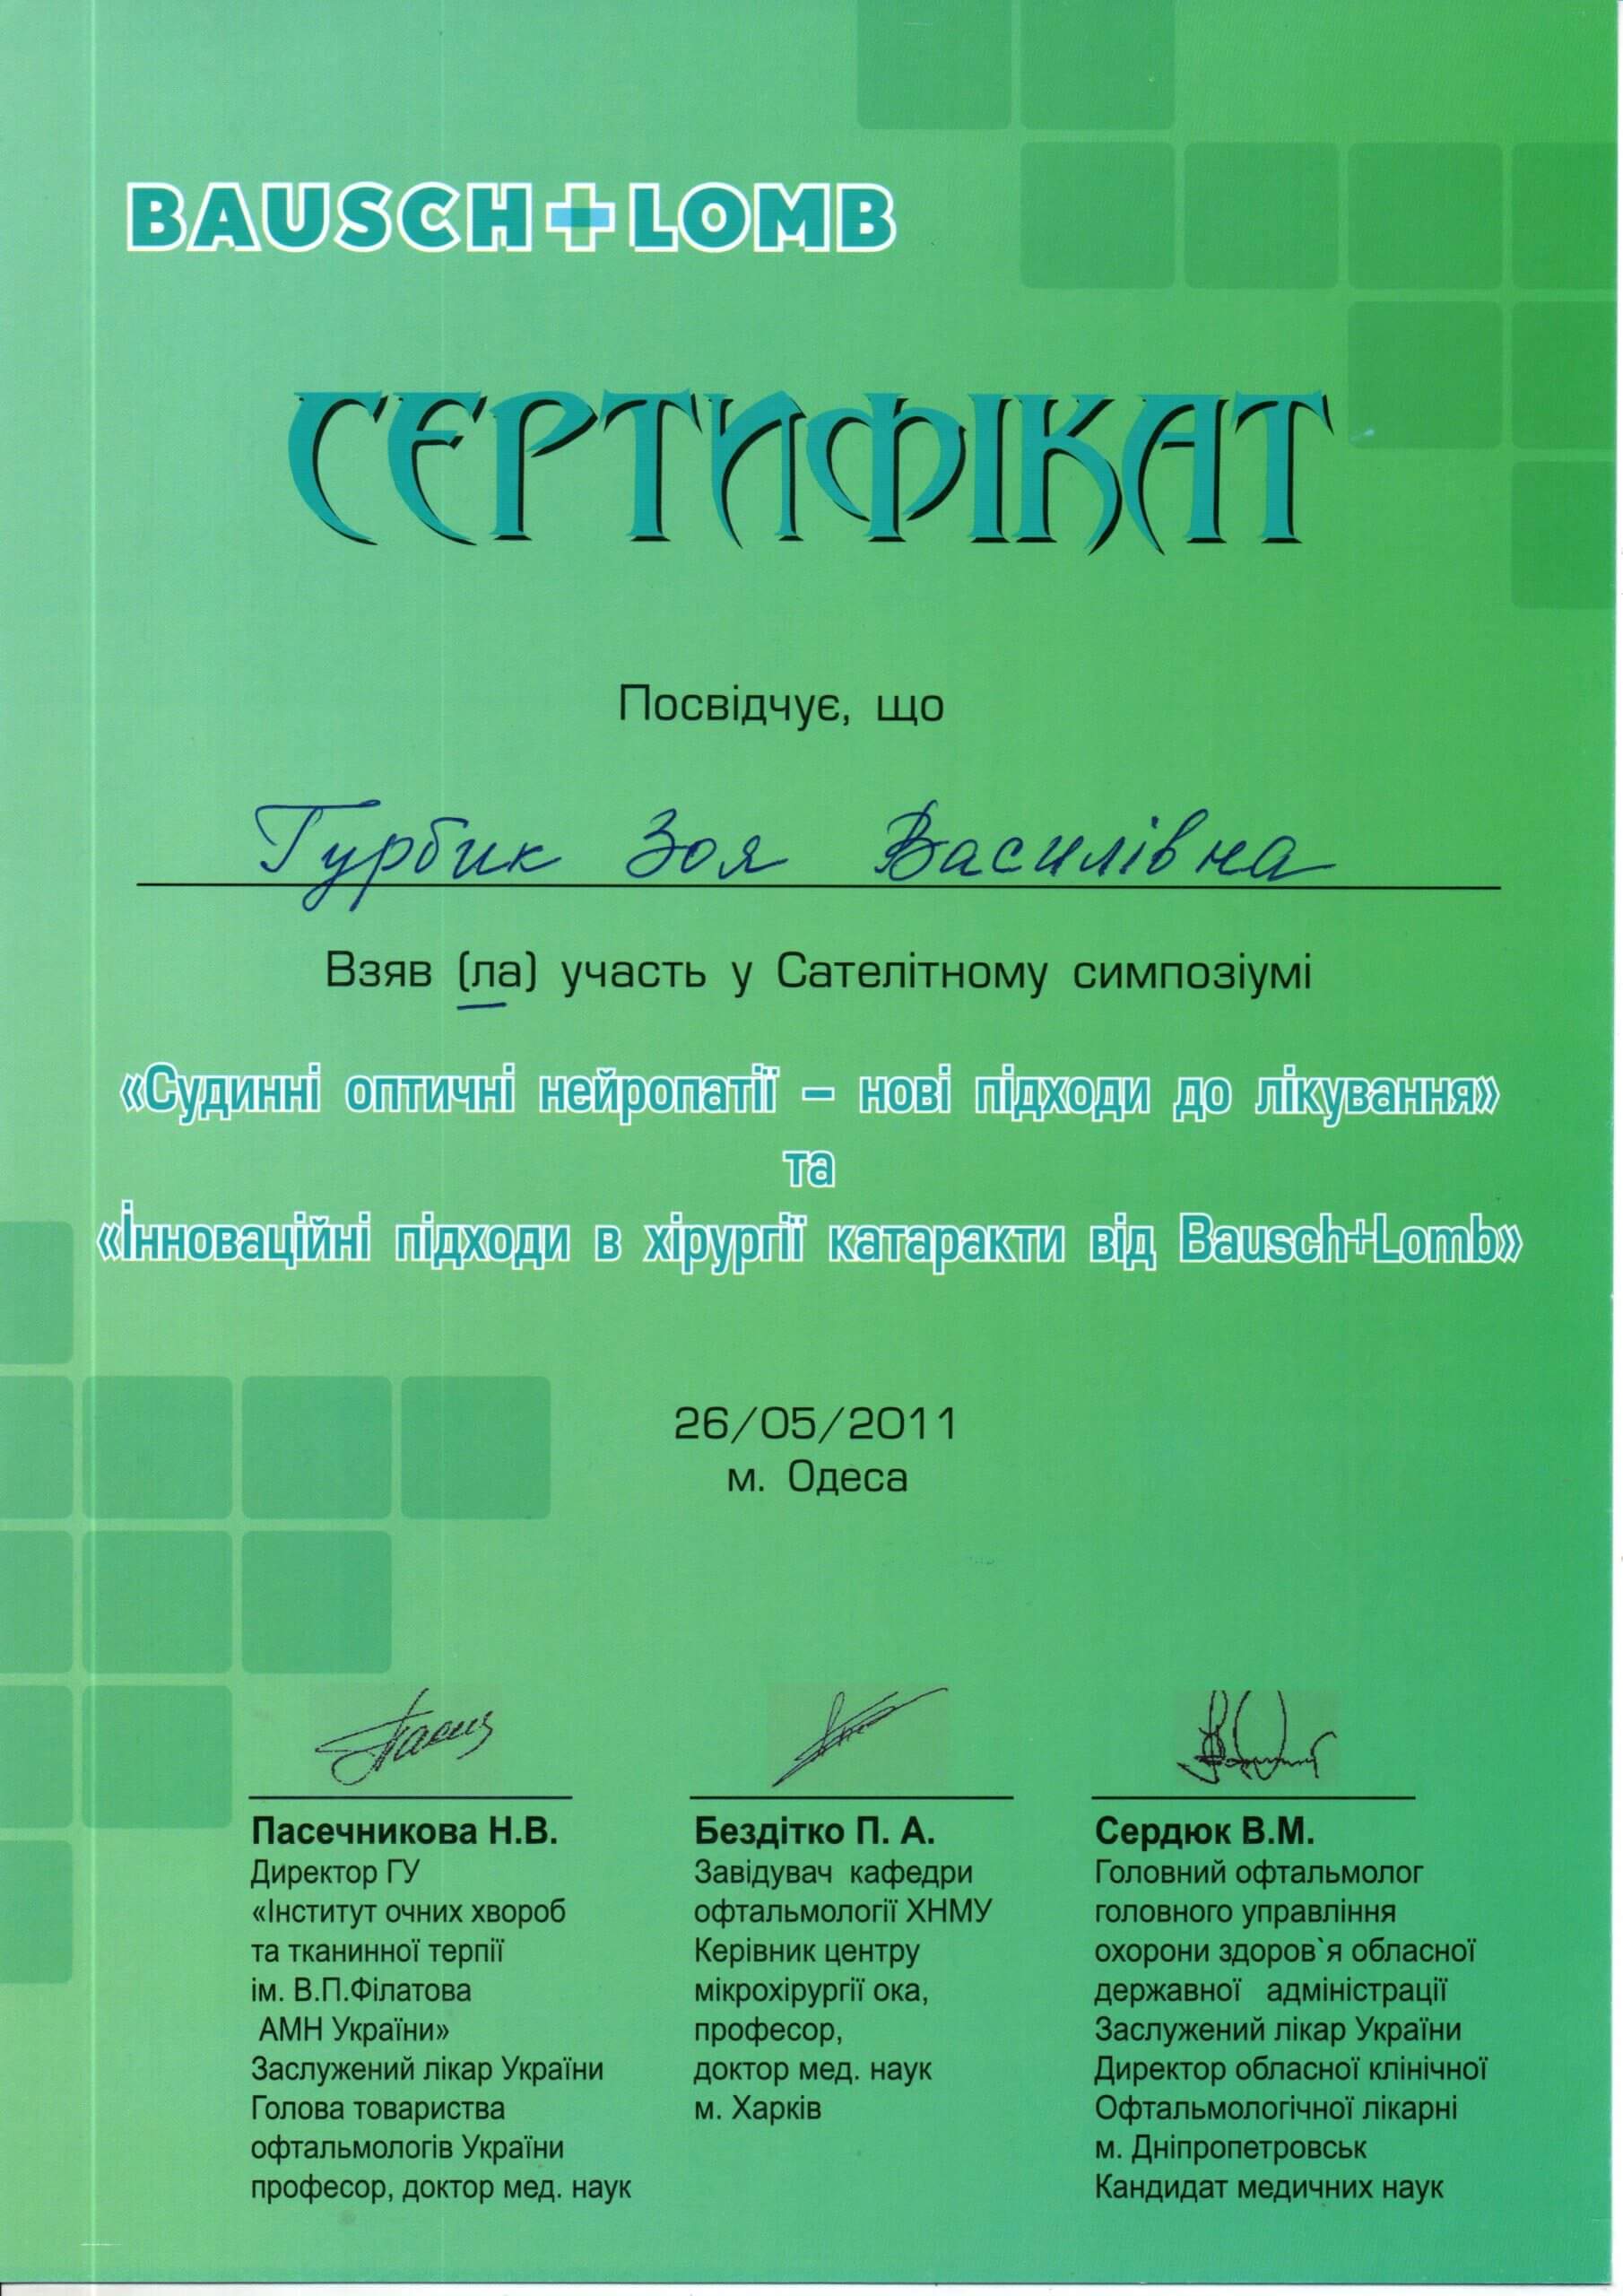 BAUSCH+LOMB
СЕРТИФІКАТ
Посвідчує, що
Турбик Зоя Василівна
Взяв (ла) участь у Сателітному симпозіумі
«Судинні оптичні нейропатії – нові підходи до лікування»
та
«Інноваційні підходи в хірургії катаракти від Bausch+Lomb»
26/05/2011
м. Одеса
Пасечникова Н.В.
Директор ГУ
«Інститут очних хвороб
та тканинної терпії
ім. В.П.Філатова
АМН України»
Заслужений лікар України
Голова товариства
офтальмологів України
професор, доктор мед. наук
Бездітко П. А.
Завідувач кафедри
офтальмології ХНМУ
Керівник центру
мікрохірургії ока,
професор,
доктор мед. наук
м. Харків
Сердюк В.М.
Головний офтальмолог
головного управління
охорони здоров`я обласної
державної адміністрації
Заслужений лікар України
Директор обласної клінічної
Офтальмологічної лікарні
м. Дніпропетровськ
Кандидат медичних наук